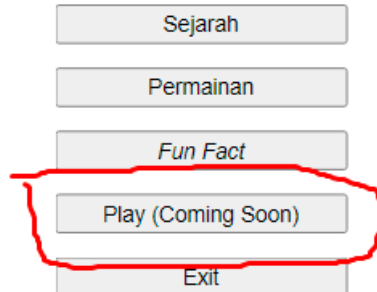 Sejarah
Permainan
Fun Fact
Play (Coming Soon)
Exit